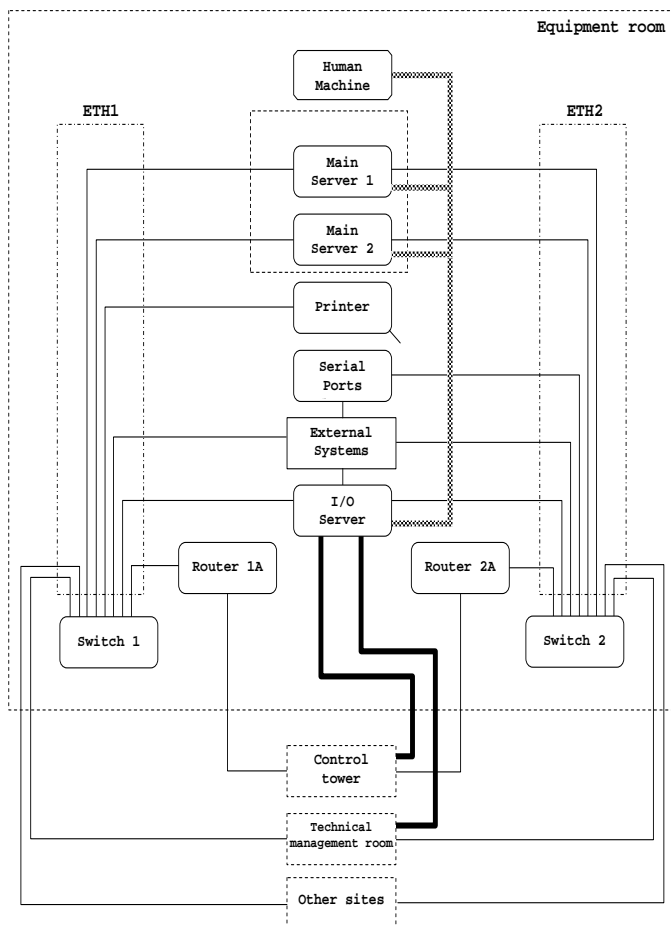 Equipment room
Human
Machine
ETH1
ETH2
Main
Server 1
Main
Server 2
Printer
Serial
Ports
External
Systems
I/O
Server
Router 1A
Router 2A
Switch 1
Switch 2
Control
tower
Technical
management room
Other sites